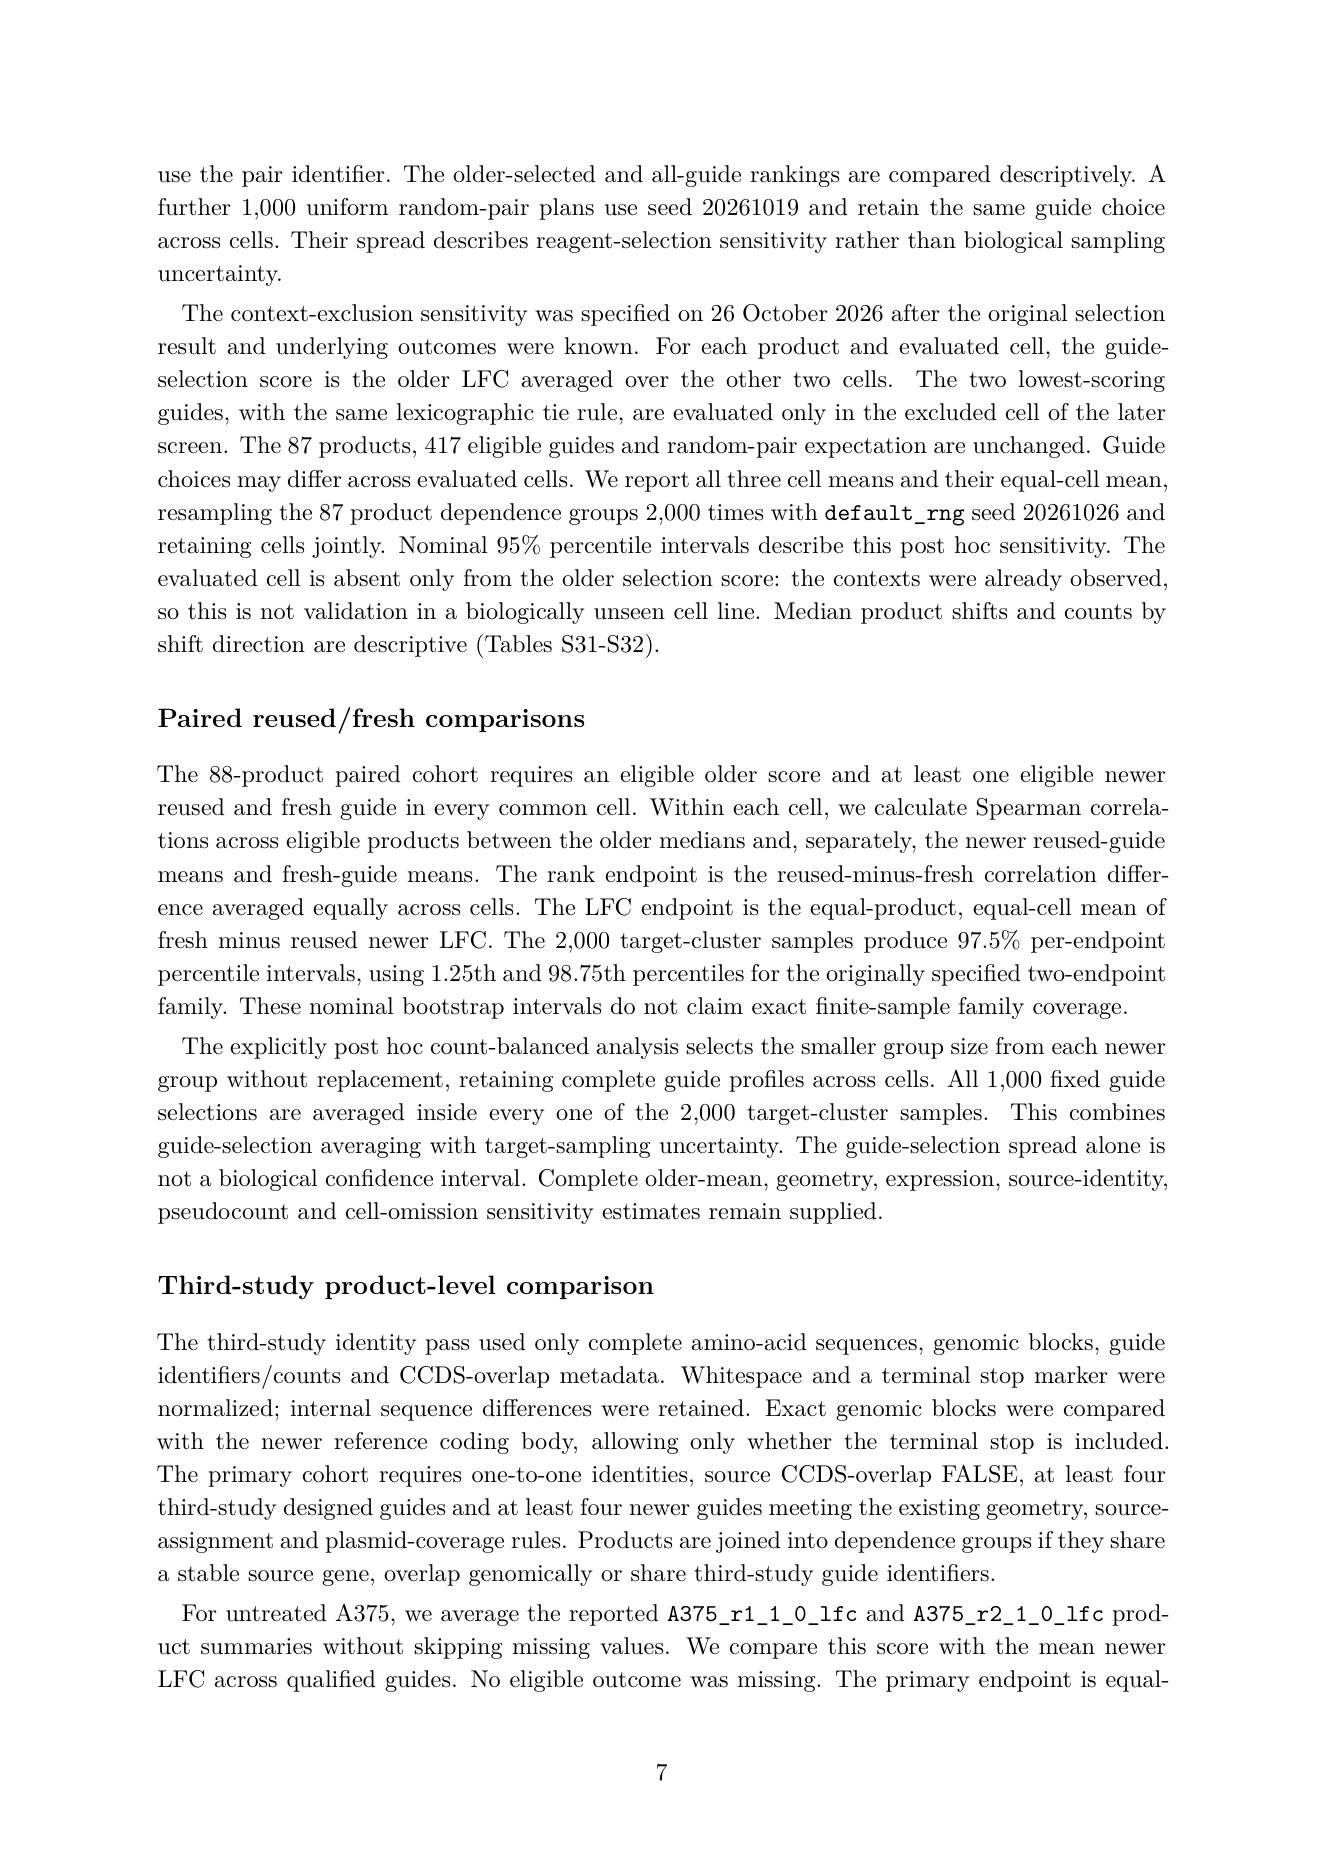 use the pair identifier. The older-selected and all-guide rankings are compared descriptively. A
further 1,000 uniform random-pair plans use seed 20261019 and retain the same guide choice
across cells. Their spread describes reagent-selection sensitivity rather than biological sampling
uncertainty.
The context-exclusion sensitivity was specified on 26 October 2026 after the original selection
result and underlying outcomes were known. For each product and evaluated cell, the guide-
selection score is the older LFC averaged over the other two cells. The two lowest-scoring
guides, with the same lexicographic tie rule, are evaluated only in the excluded cell of the later
screen. The 87 products, 417 eligible guides and random-pair expectation are unchanged. Guide
choices may differ across evaluated cells. We report all three cell means and their equal-cell mean,
resampling the 87 product dependence groups 2,000 times with default_rng seed 20261026 and
retaining cells jointly. Nominal 95% percentile intervals describe this post hoc sensitivity. The
evaluated cell is absent only from the older selection score: the contexts were already observed,
so this is not validation in a biologically unseen cell line. Median product shifts and counts by
shift direction are descriptive (Tables S31-S32).
Paired reused/fresh comparisons
The 88-product paired cohort requires an eligible older score and at least one eligible newer
reused and fresh guide in every common cell. Within each cell, we calculate Spearman correla-
tions across eligible products between the older medians and, separately, the newer reused-guide
means and fresh-guide means. The rank endpoint is the reused-minus-fresh correlation differ-
ence averaged equally across cells. The LFC endpoint is the equal-product, equal-cell mean of
fresh minus reused newer LFC. The 2,000 target-cluster samples produce 97.5% per-endpoint
percentile intervals, using 1.25th and 98.75th percentiles for the originally specified two-endpoint
family. These nominal bootstrap intervals do not claim exact finite-sample family coverage.
The explicitly post hoc count-balanced analysis selects the smaller group size from each newer
group without replacement, retaining complete guide profiles across cells. All 1,000 fixed guide
selections are averaged inside every one of the 2,000 target-cluster samples. This combines
guide-selection averaging with target-sampling uncertainty. The guide-selection spread alone is
not a biological confidence interval. Complete older-mean, geometry, expression, source-identity,
pseudocount and cell-omission sensitivity estimates remain supplied.
Third-study product-level comparison
The third-study identity pass used only complete amino-acid sequences, genomic blocks, guide
identifiers/counts and CCDS-overlap metadata. Whitespace and a terminal stop marker were
normalized; internal sequence differences were retained. Exact genomic blocks were compared
with the newer reference coding body, allowing only whether the terminal stop is included.
The primary cohort requires one-to-one identities, source CCDS-overlap FALSE, at least four
third-study designed guides and at least four newer guides meeting the existing geometry, source-
assignment and plasmid-coverage rules. Products are joined into dependence groups if they share
a stable source gene, overlap genomically or share third-study guide identifiers.
For untreated A375, we average the reported A375_r1_1_0_lfc and A375_r2_1_0_lfc prod-
uct summaries without skipping missing values. We compare this score with the mean newer
LFC across qualified guides. No eligible outcome was missing. The primary endpoint is equal-
7